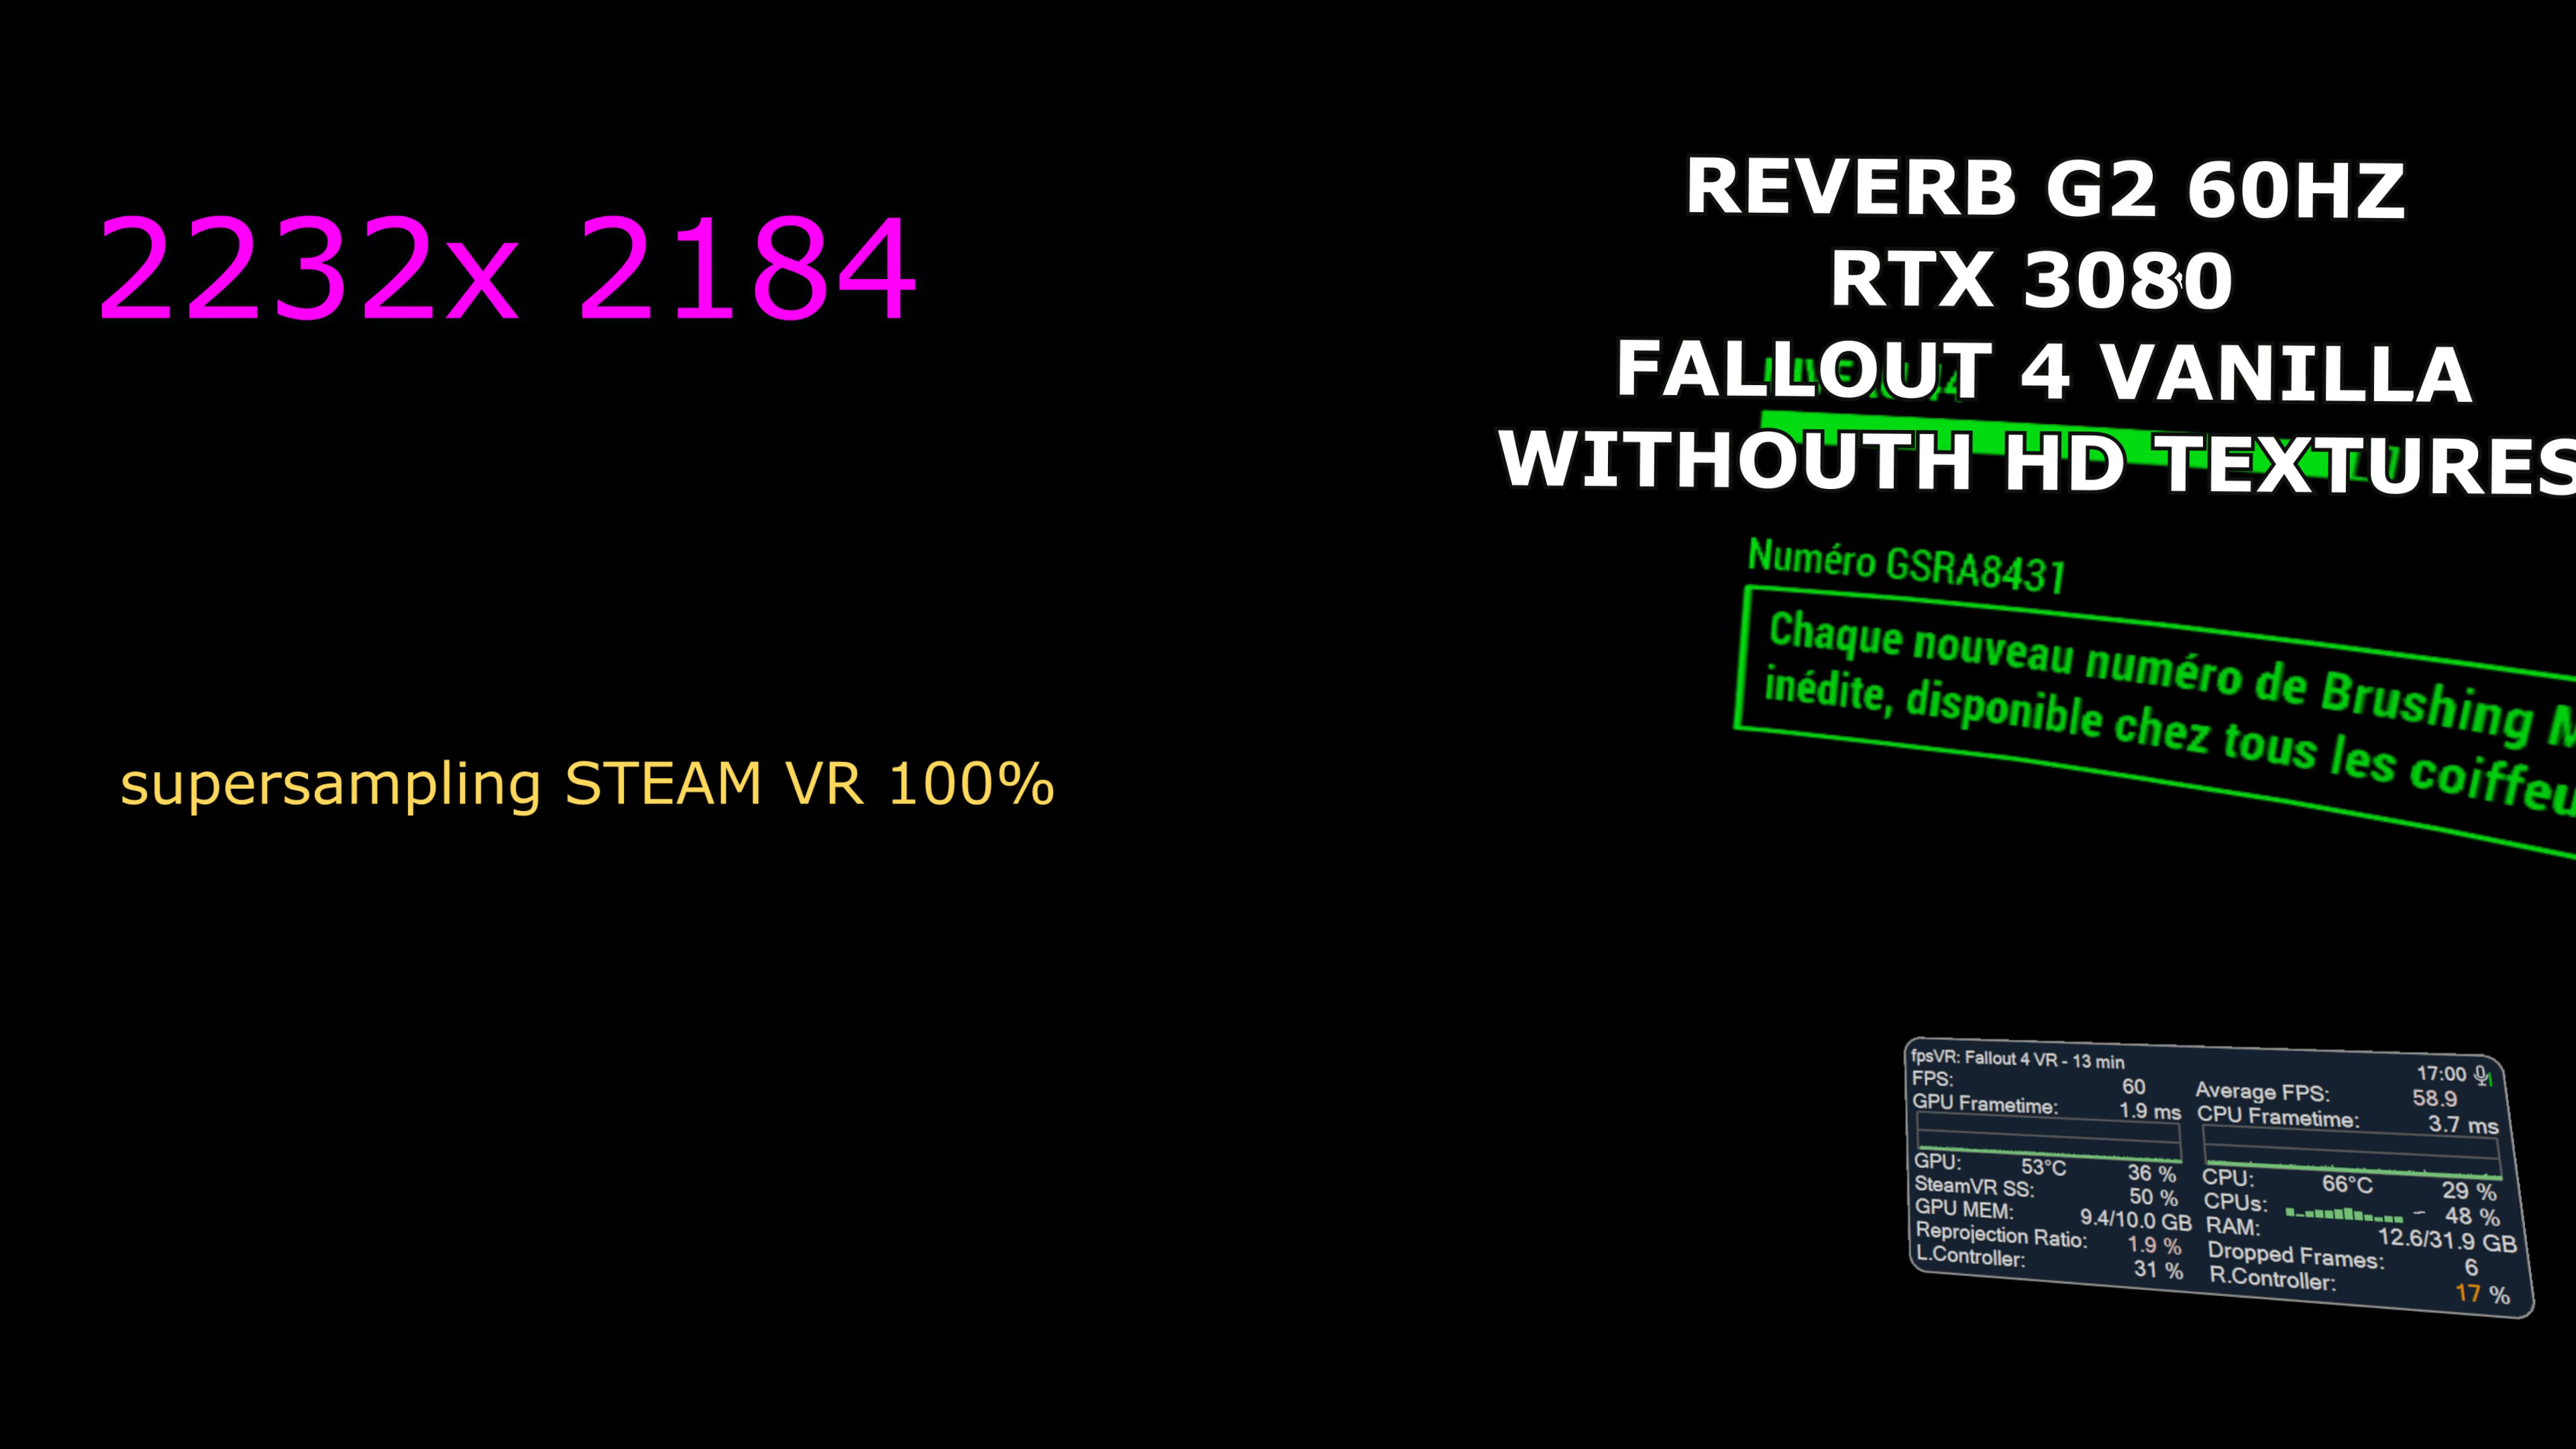 2232x 2184
REVERB G2 60HZ
RTX 3080
FALLOUT 4 VANILLA
WITHOUTH HD TEXTURES
Numéro GSRA8431
Chaque nouveau numéro de Brushing
inédite, disponible chez tous les
supersampling STEAM VR 100%
fpsVR: Fallout 4 VR - 13 min 17:00
FPS: 60 Average FPS: 58.9
GPU Frametime: 1.9 ms CPU Frametime: 3.7 ms
GPU: 53°C 36 % CPU: 66°C 29 %
SteamVR SS: 50 % CPUs: 48 %
GPU MEM: 9.4/10.0 GB RAM: 12.6/31.9 GB
Reprojection Ratio: 1.9 % Dropped Frames: 6
L.Controller: 31 % R.Controller: 17 %